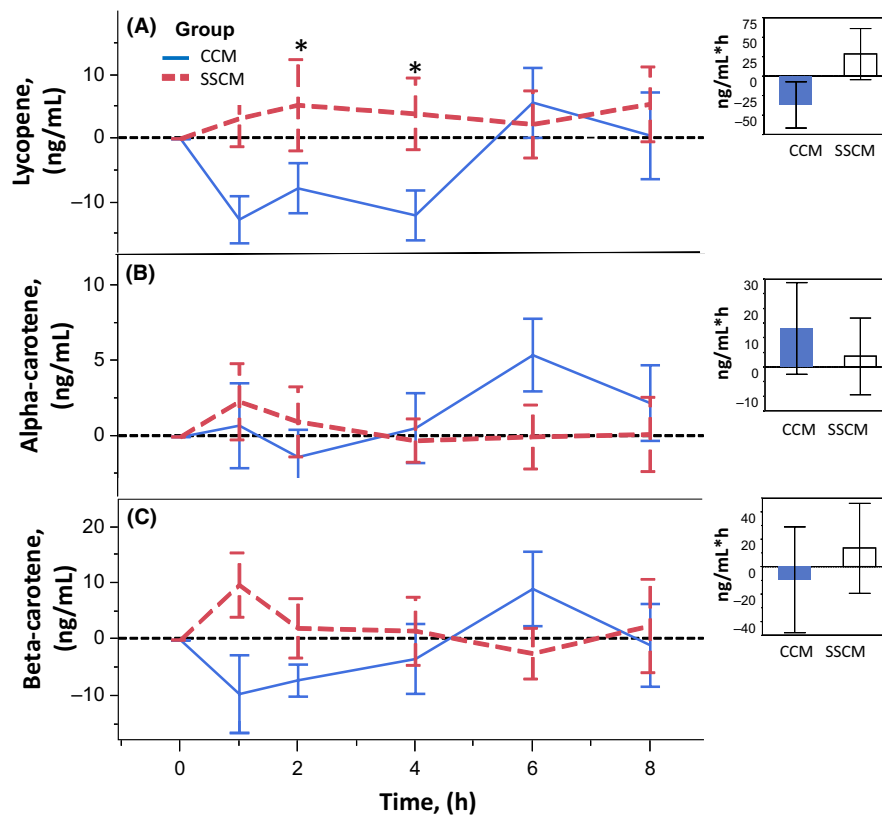 (A)
Group
CCM
SSCM
*
*
Lycopene,
(ng/mL)
10
0
−10
ng/mL*h
75
50
25
0
−25
−50
CCM SSCM
(B)
Alpha-carotene,
(ng/mL)
10
5
0
ng/mL*h
30
20
10
0
−10
CCM SSCM
(C)
Beta-carotene,
(ng/mL)
20
10
0
−10
ng/mL*h
40
20
0
−20
−40
CCM SSCM
0 2 4 6 8
Time, (h)